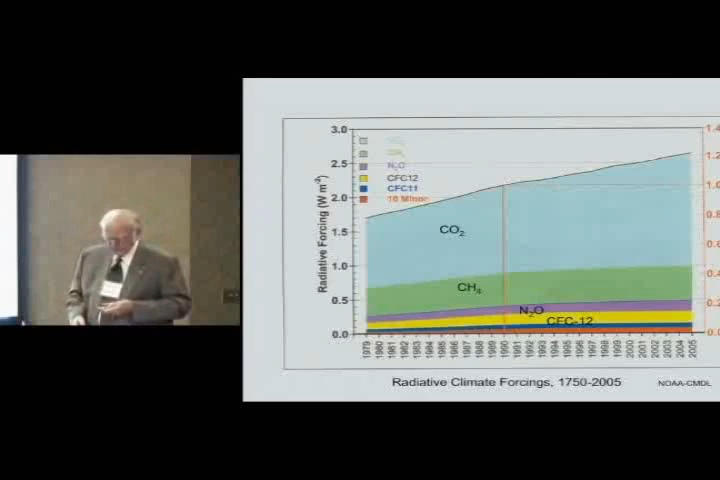 3.0
2.5
2.0
1.5
1.0
0.5
0.0
Radiative Forcing (W m-2)
N2O
CFC12
CFC11
10 Minor
CO2
CH4
N2O
CFC-12
1.4
1.2
1.0
0.8
0.6
0.4
0.2
0.0
1979 1980 1981 1982 1983 1984 1985 1986 1987 1988 1989 1990 1991 1992 1993 1994 1995 1996 1997 1998 1999 2000 2001 2002 2003 2004 2005
Radiative Climate Forcings, 1750-2005
NOAA-CMDL